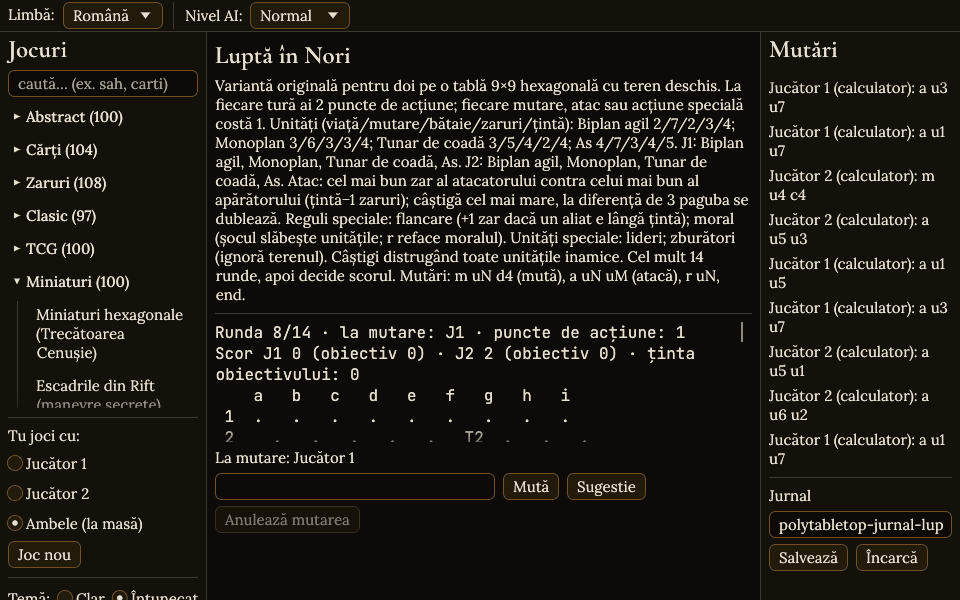 Limbă: Română ▼ Nivel AI: Normal ▼
Jocuri
caută... (ex. sah, carti)
▸ Abstract (100)
▸ Cărți (104)
▸ Zaruri (108)
▸ Clasic (97)
▸ TCG (100)
▾ Miniaturi (100)
Miniaturi hexagonale
(Trecătoarea
Cenușie)
Escadrile din Rift
(manevre secrete)
Tu joci cu:
Jucător 1
Jucător 2
Ambele (la masă)
Joc nou
Temă: Clar Întunecat
Luptă în Nori
Variantă originală pentru doi pe o tablă 9×9 hexagonală cu teren deschis. La
fiecare tură ai 2 puncte de acțiune; fiecare mutare, atac sau acțiune specială
costă 1. Unități (viață/mutare/bătaie/zaruri/țintă): Biplan agil 2/7/2/3/4;
Monoplan 3/6/3/3/4; Tunar de coadă 3/5/4/2/4; As 4/7/3/4/5. J1: Biplan
agil, Monoplan, Tunar de coadă, As. J2: Biplan agil, Monoplan, Tunar de
coadă, As. Atac: cel mai bun zar al atacatorului contra celui mai bun al
apărătorului (țintă−1 zaruri); câștigă cel mai mare, la diferență de 3 paguba se
dublează. Reguli speciale: flancare (+1 zar dacă un aliat e lângă țintă); moral
(șocul slăbește unitățile; r reface moralul). Unități speciale: lideri; zburători
(ignoră terenul). Câștigi distrugând toate unitățile inamice. Cel mult 14
runde, apoi decide scorul. Mutări: m uN d4 (mută), a uN uM (atacă), r uN,
end.
Runda 8/14 · la mutare: J1 · puncte de acțiune: 1
Scor J1 0 (obiectiv 0) · J2 2 (obiectiv 0) · ținta
obiectivului: 0
a b c d e f g h i
1 . . . . . . . . .
2 . . . . . T2 . . .
La mutare: Jucător 1
Mută Sugestie
Anulează mutarea
Mutări
Jucător 1 (calculator): a u3
u7
Jucător 1 (calculator): a u1
u7
Jucător 2 (calculator): m
u4 c4
Jucător 2 (calculator): a
u5 u3
Jucător 1 (calculator): a u1
u5
Jucător 1 (calculator): a u3
u7
Jucător 2 (calculator): a
u5 u1
Jucător 2 (calculator): a
u6 u2
Jucător 1 (calculator): a u1
u7
Jurnal
polytabletop-jurnal-lup
Salvează Încarcă